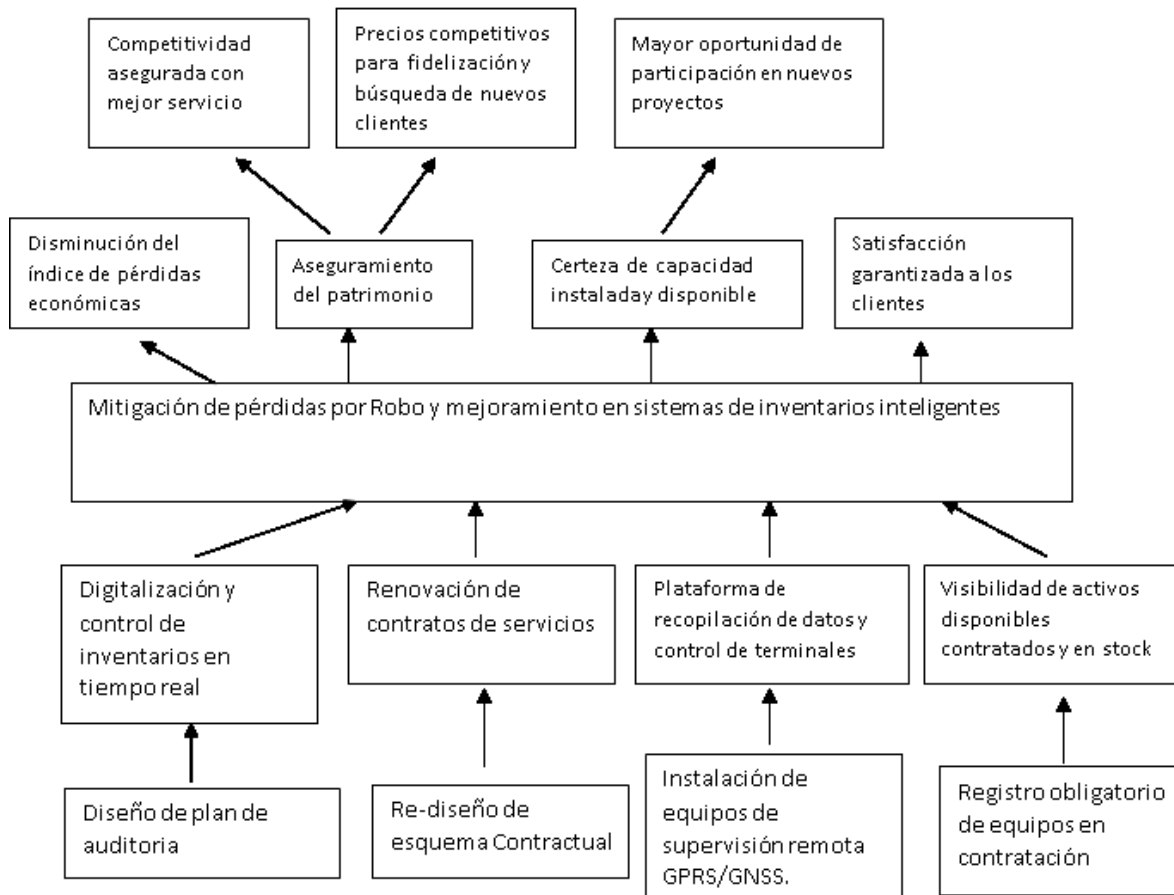 Competitividad
asegurada con
mejor servicio
Precios competitivos
para fidelización y
búsqueda de nuevos
clientes
Mayor oportunidad de
participación en nuevos
proyectos
Disminución del
índice de pérdidas
económicas
Aseguramiento
del patrimonio
Certeza de capacidad
instalada y disponible
Satisfacción
garantizada a los
clientes
Mitigación de pérdidas por Robo y mejoramiento en sistemas de inventarios inteligentes
Digitalización y
control de
inventarios en
tiempo real
Renovación de
contratos de servicios
Plataforma de
recopilación de datos y
control de terminales
Visibilidad de activos
disponibles
contratados y en stock
Diseño de plan de
auditoria
Re-diseño de
esquema Contractual
Instalación de
equipos de
supervisión remota
GPRS/GNSS.
Registro obligatorio
de equipos en
contratación